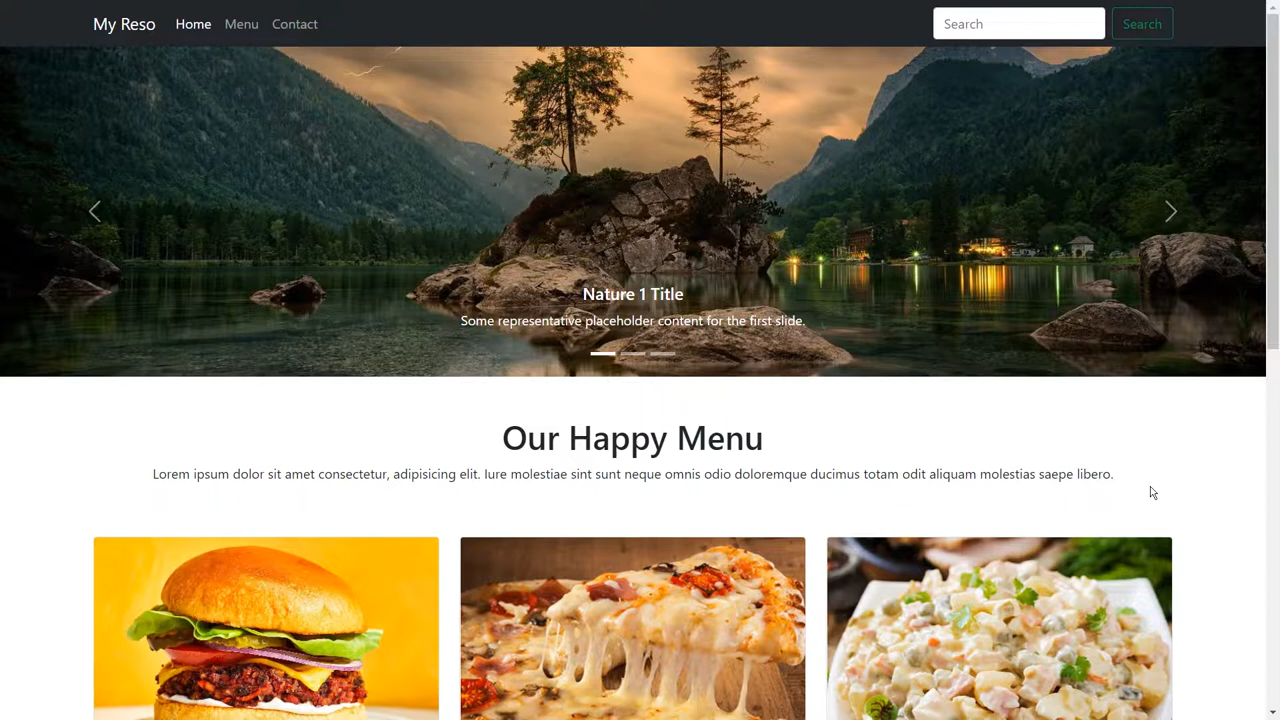 My Reso Home Menu Contact Search Search
Nature 1 Title
Some representative placeholder content for the first slide.
Our Happy Menu
Lorem ipsum dolor sit amet consectetur, adipisicing elit. Iure molestiae sint sunt neque omnis odio doloremque ducimus totam odit aliquam molestias saepe libero.